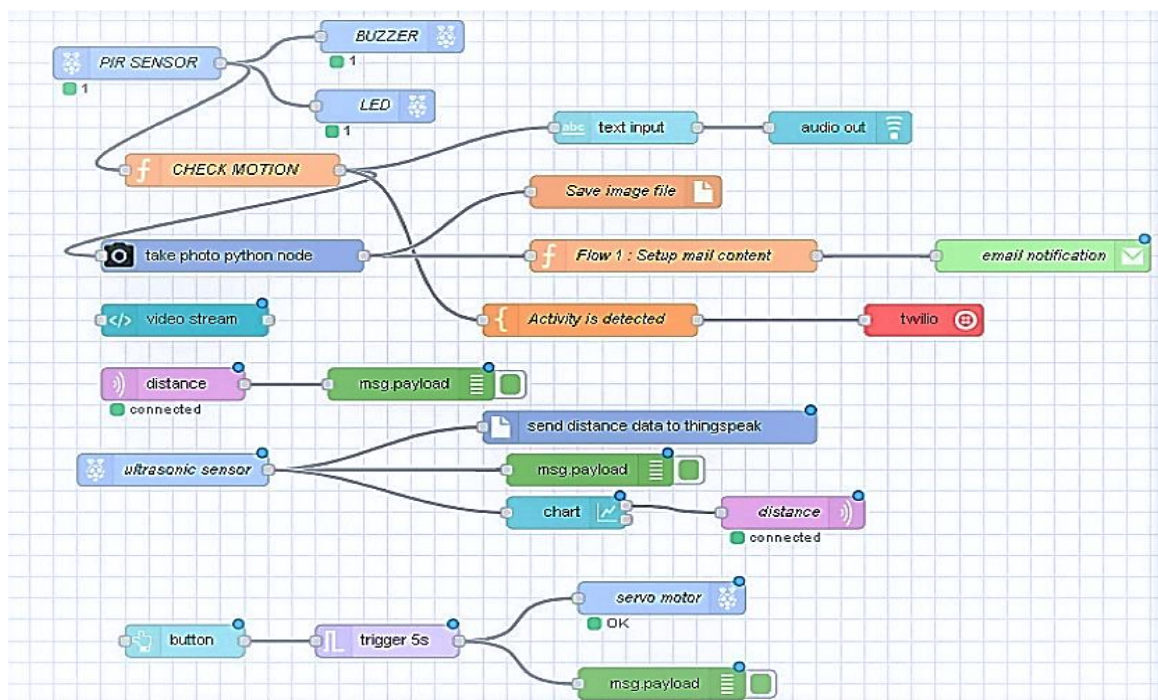 BUZZER
PIR SENSOR
1
1
LED
1
abc text input
audio out
f CHECK MOTION
Save image file
take photo python node
f Flow 1 : Setup mail content
email notification
</> video stream
{ Activity is detected
twilio
distance
msg.payload
connected
send distance data to thingspeak
ultrasonic sensor
msg.payload
chart
distance
connected
servo motor
OK
button
trigger 5s
msg.payload